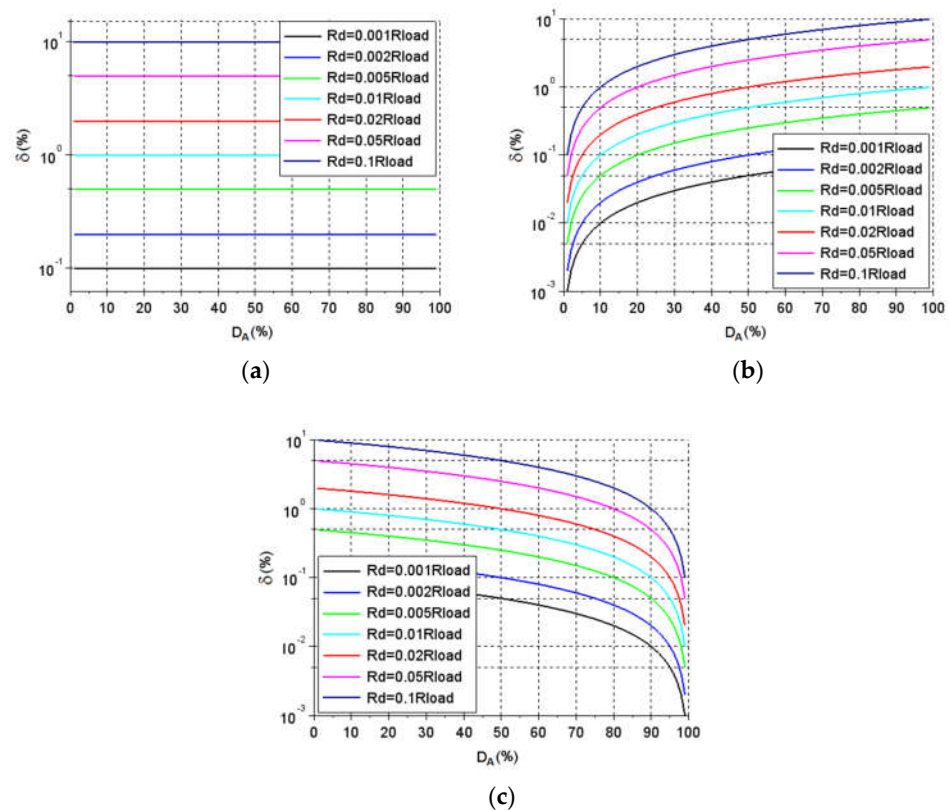 10¹
10⁰
10⁻¹
δ (%)
0 10 20 30 40 50 60 70 80 90 100
D_A(%)
Rd=0.001Rload
Rd=0.002Rload
Rd=0.005Rload
Rd=0.01Rload
Rd=0.02Rload
Rd=0.05Rload
Rd=0.1Rload
(a)
10¹
10⁰
10⁻¹
10⁻²
10⁻³
δ (%)
0 10 20 30 40 50 60 70 80 90 100
D_A(%)
Rd=0.001Rload
Rd=0.002Rload
Rd=0.005Rload
Rd=0.01Rload
Rd=0.02Rload
Rd=0.05Rload
Rd=0.1Rload
(b)
10¹
10⁰
10⁻¹
10⁻²
10⁻³
δ (%)
0 10 20 30 40 50 60 70 80 90 100
D_A(%)
Rd=0.001Rload
Rd=0.002Rload
Rd=0.005Rload
Rd=0.01Rload
Rd=0.02Rload
Rd=0.05Rload
Rd=0.1Rload
(c)